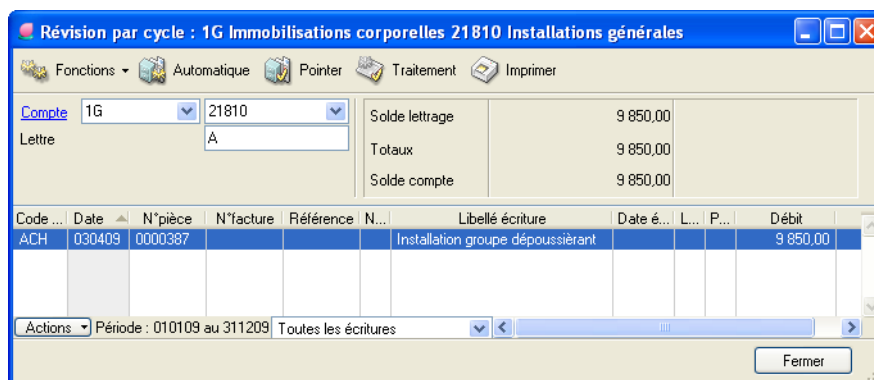 Révision par cycle : 1G Immobilisations corporelles 21810 Installations générales
Fonctions Automatique Pointer Traitement Imprimer
Compte 1G 21810 Solde lettrage 9 850,00
Lettre A
Totaux 9 850,00
Solde compte 9 850,00
Code ... Date N°pièce N°facture Référence N... Libellé écriture Date é... L... P... Débit
ACH 030409 0000387 Installation groupe dépoussièrant 9 850,00
Actions Période : 010109 au 311209 Toutes les écritures
Fermer